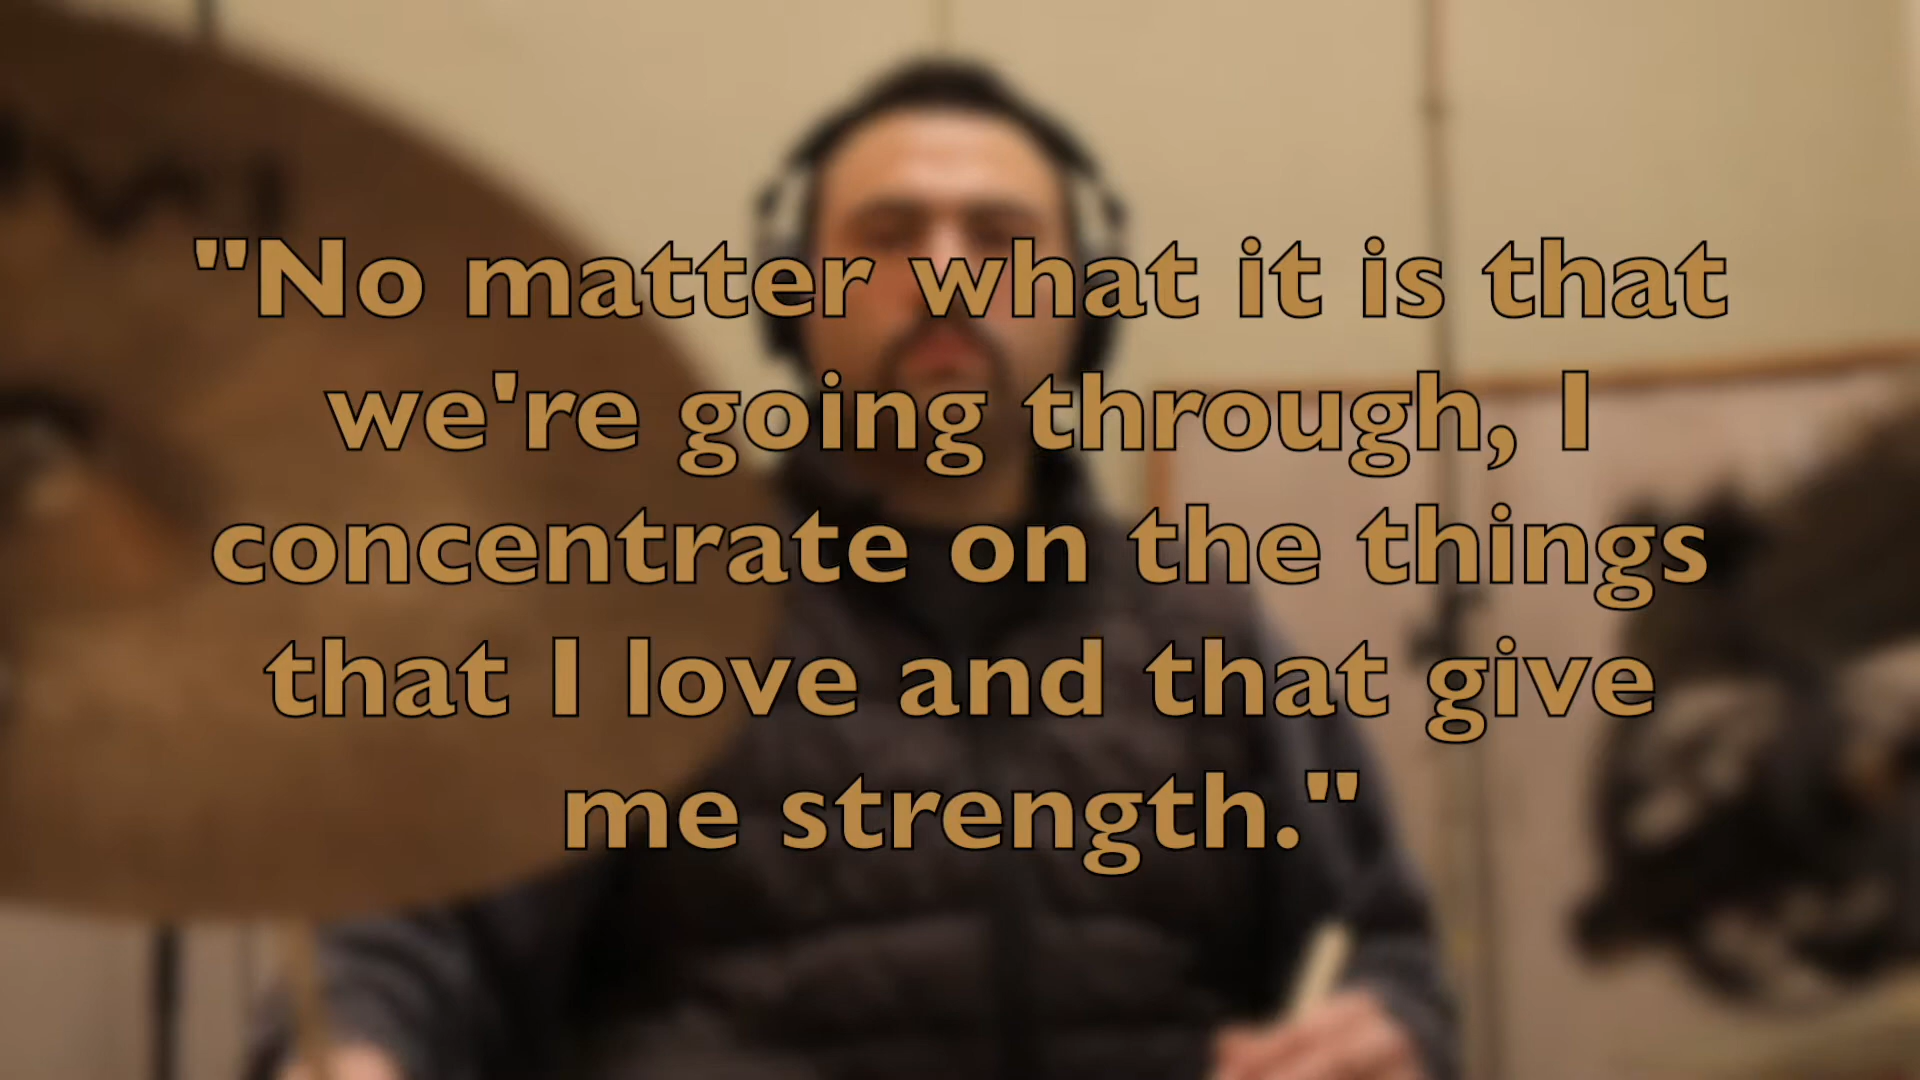 "No matter what it is that
we're going through, I
concentrate on the things
that I love and that give
me strength."